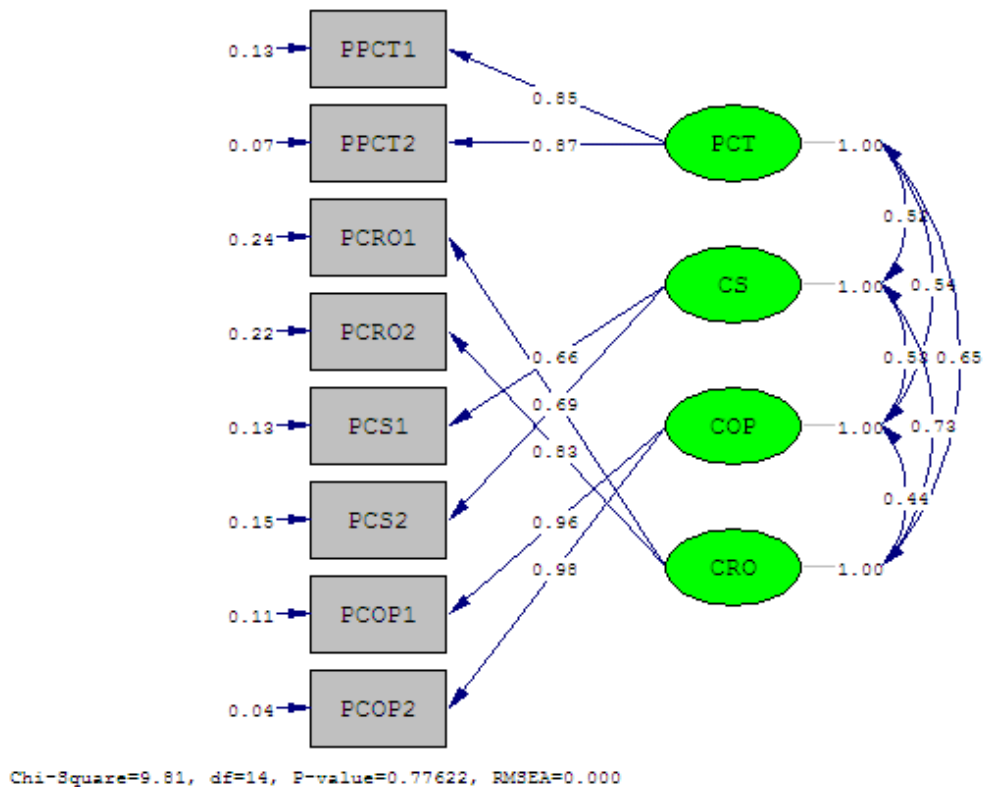 0.13 PPCT1
0.85
0.07 PPCT2 0.87 PCT 1.00
0.24 PCRO1
CS 1.00 0.54
0.22 PCRO2
0.66 0.65
0.69
0.13 PCS1 COP 1.00 0.73
0.83
0.44
0.15 PCS2 0.96
0.98 CRO 1.00
0.11 PCOP1
0.04 PCOP2
Chi-Square=9.81, df=14, P-value=0.77622, RMSEA=0.000